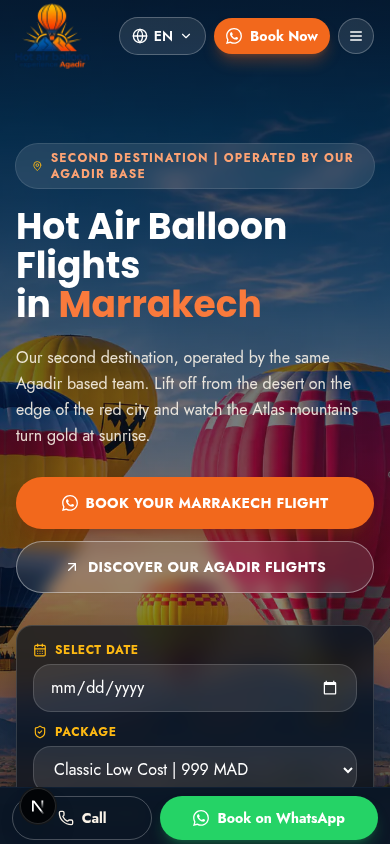 Agadir
EN
Book Now
SECOND DESTINATION | OPERATED BY OUR
AGADIR BASE
Hot Air Balloon
Flights
in Marrakech
Our second destination, operated by the same
Agadir based team. Lift off from the desert on the
edge of the red city and watch the Atlas mountains
turn gold at sunrise.
BOOK YOUR MARRAKECH FLIGHT
DISCOVER OUR AGADIR FLIGHTS
SELECT DATE
mm/dd/yyyy
PACKAGE
Classic Low Cost | 999 MAD
N
Call
Book on WhatsApp